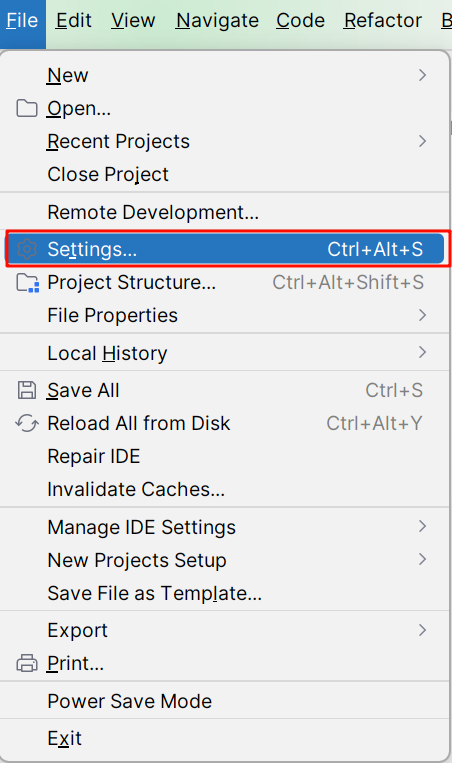 File Edit View Navigate Code Refactor
New
Open...
Recent Projects
Close Project
Remote Development...
Settings... Ctrl+Alt+S
Project Structure... Ctrl+Alt+Shift+S
File Properties
Local History
Save All Ctrl+S
Reload All from Disk Ctrl+Alt+Y
Repair IDE
Invalidate Caches...
Manage IDE Settings
New Projects Setup
Save File as Template...
Export
Print...
Power Save Mode
Exit